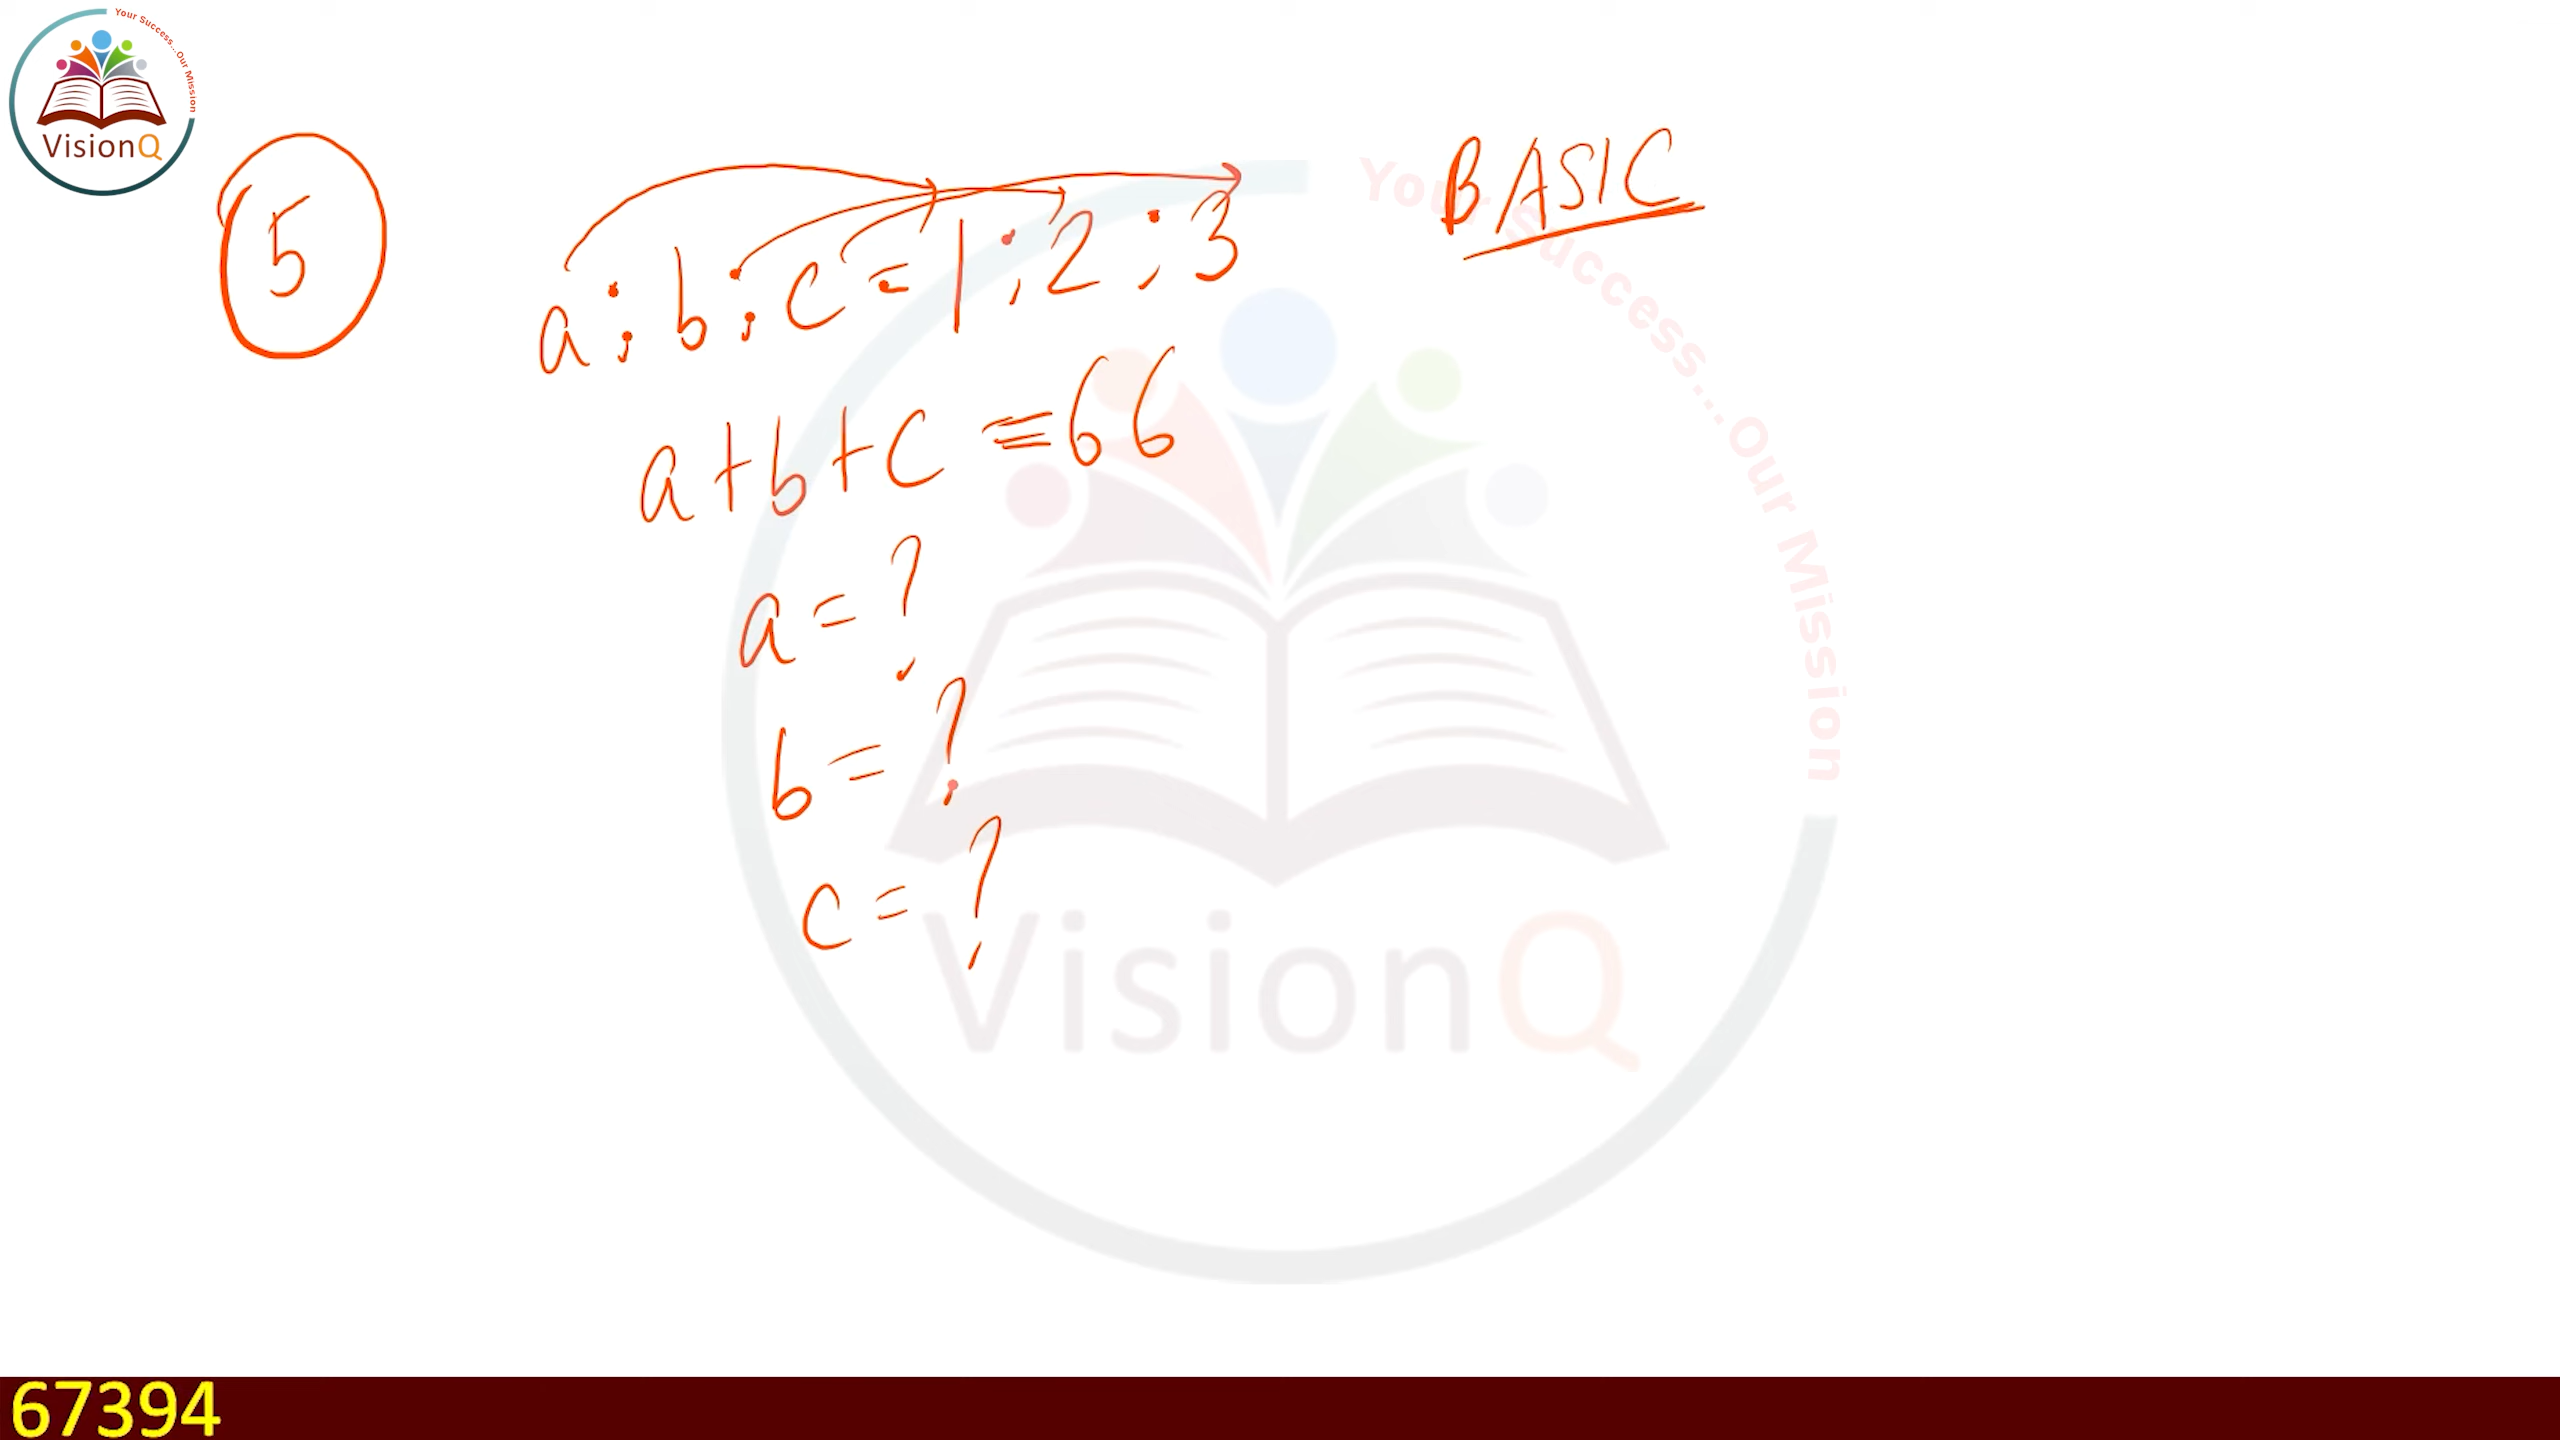 Your Success...Our Mission
VisionQ
5
a : b : c = 1 : 2 : 3
BASIC
a + b + c = 66
a = ?
b = ?
c = ?
Your Success...Our Mission
VisionQ
67394